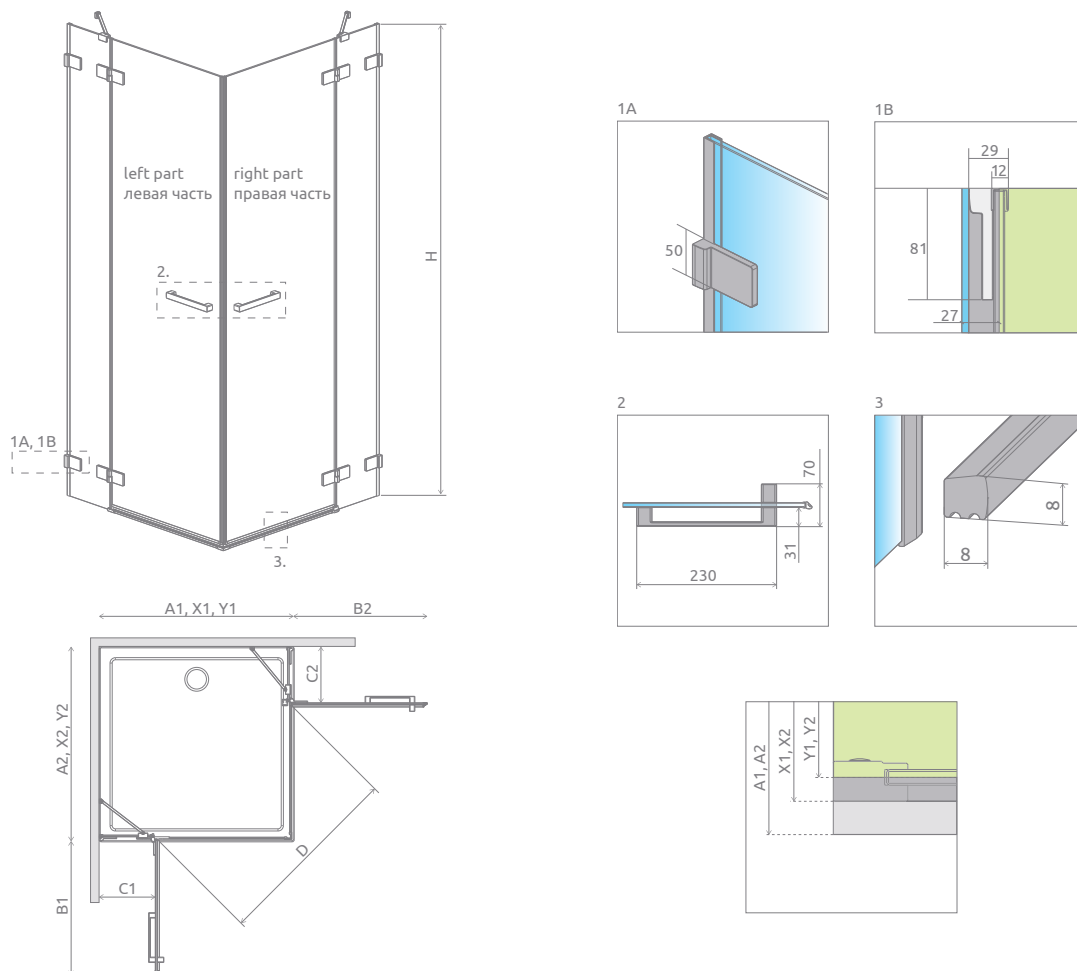 left part
левая часть
right part
правая часть
H
2.
1A, 1B
3.
1A
50
1B
29
12
81
27
2
70
31
230
3
8
8
A1, X1, Y1
B2
C2
A2, X2, Y2
D
C1
B1
A1, A2
X1, X2
Y1, Y2